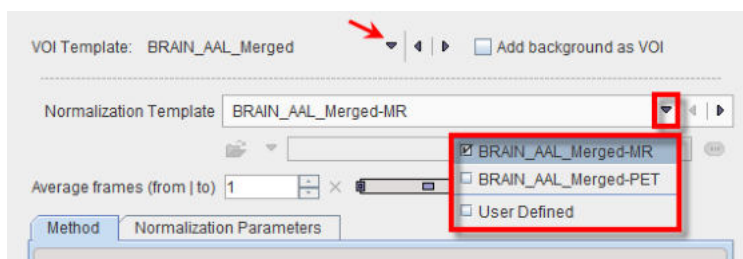 VOI Template: BRAIN_AAL_Merged Add background as VOI
Normalization Template BRAIN_AAL_Merged-MR
BRAIN_AAL_Merged-MR
BRAIN_AAL_Merged-PET
Average frames (from | to) 1
User Defined
Method Normalization Parameters